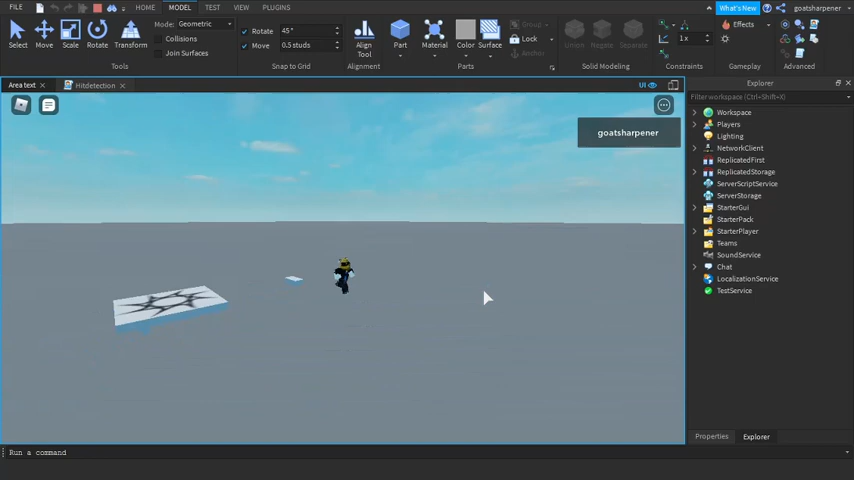 FILE
HOME MODEL TEST VIEW PLUGINS What's New goatsharpener
Mode: Geometric
Collisions
Join Surfaces
Select Move Scale Rotate Transform
Tools
Rotate 45°
Move 0.5 studs
Snap to Grid
Align Tool
Alignment
Part Material Color Surface
Group
Lock
Anchor
Parts
Union Negate Separate
Solid Modeling
1 x
Constraints
Effects
Gameplay
Advanced
Area text Hitdetection UI
goatsharpener
Explorer
Filter workspace (Ctrl+Shift+X)
Workspace
Players
Lighting
NetworkClient
ReplicatedFirst
ReplicatedStorage
ServerScriptService
ServerStorage
StarterGui
StarterPack
StarterPlayer
Teams
SoundService
Chat
LocalizationService
TestService
Properties Explorer
Run a command